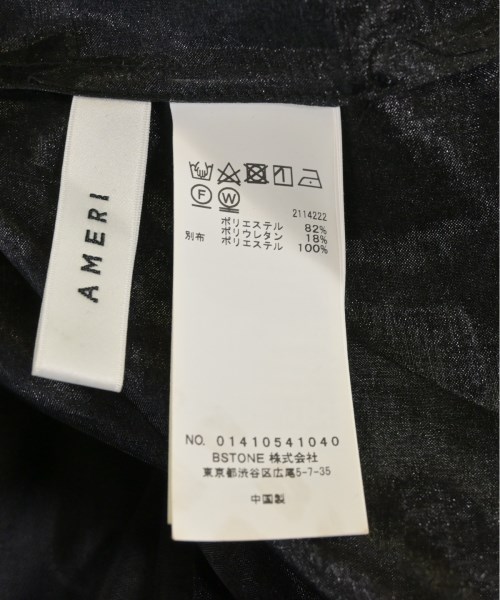 AMERI
F W
2114222
ポリエステル 82%
別布 ポリウレタン 18%
ポリエステル 100%
NO. 01410541040
BSTONE 株式会社
東京都渋谷区広尾5-7-35
中国製